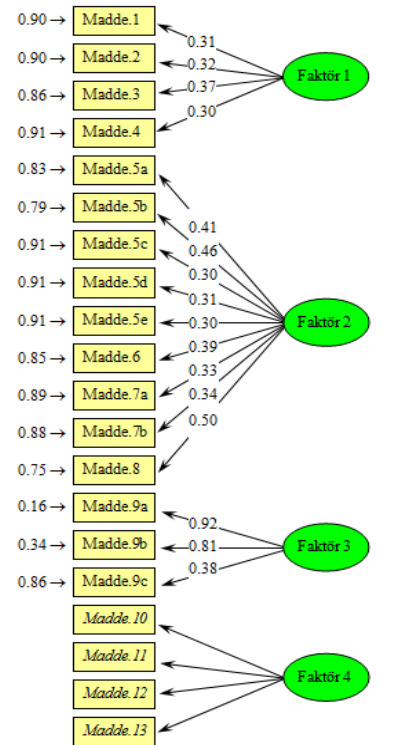 0.90→ Madde.1
0.31
0.90→ Madde.2
0.32
Faktör 1
0.86→ Madde.3
0.37
0.91→ Madde.4
0.30
0.83→ Madde.5a
0.79→ Madde.5b
0.41
0.91→ Madde.5c
0.46
0.30
0.91→ Madde.5d
0.31
0.91→ Madde.5e
0.30
Faktör 2
0.85→ Madde.6
0.39
0.33
0.89→ Madde.7a
0.34
0.88→ Madde.7b
0.50
0.75→ Madde.8
0.16→ Madde.9a
0.92
0.34→ Madde.9b
0.81
Faktör 3
0.38
0.86→ Madde.9c
Madde.10
Madde.11
Faktör 4
Madde.12
Madde.13